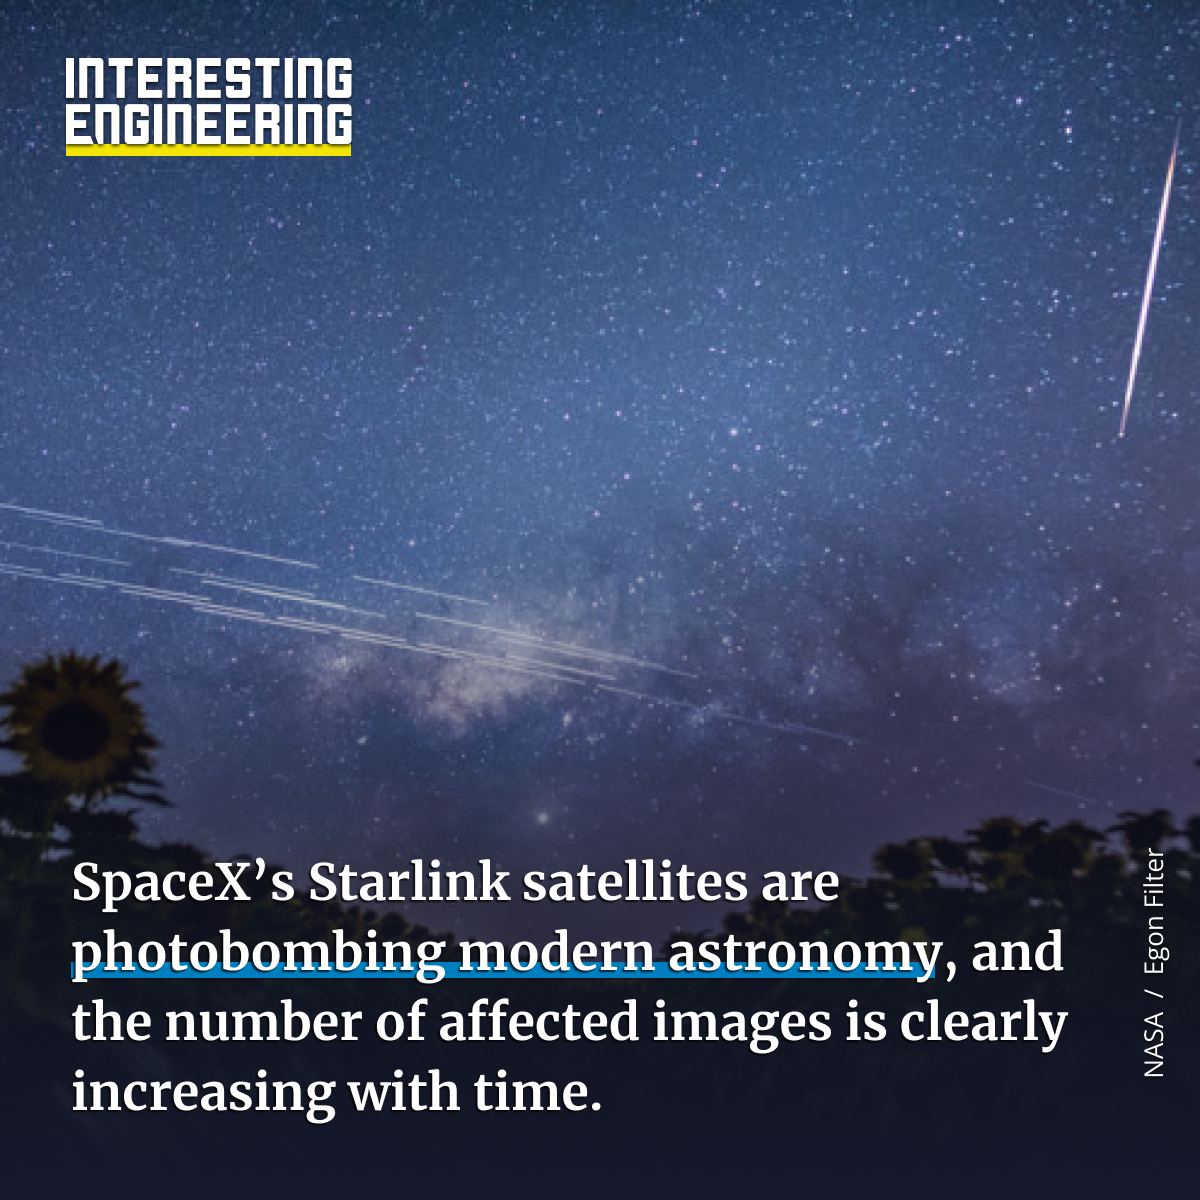 INTERESTING
ENGINEERING
SpaceX’s Starlink satellites are
photobombing modern astronomy, and
the number of affected images is clearly
increasing with time.
NASA / Egon Filter